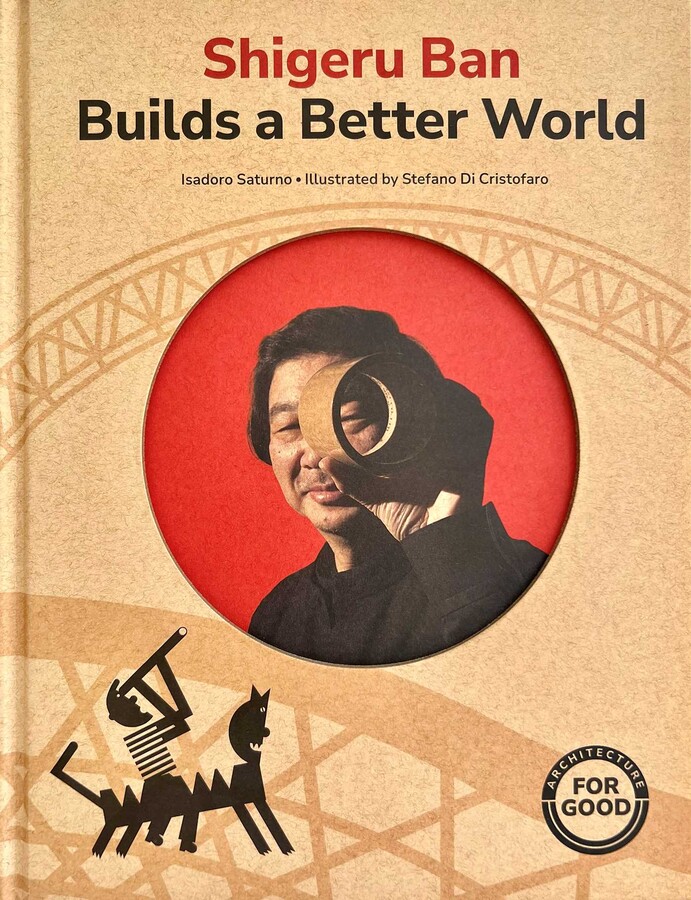 Shigeru Ban
Builds a Better World
Isadoro Saturno • Illustrated by Stefano Di Cristofaro
ARCHITECTURE
FOR
GOOD